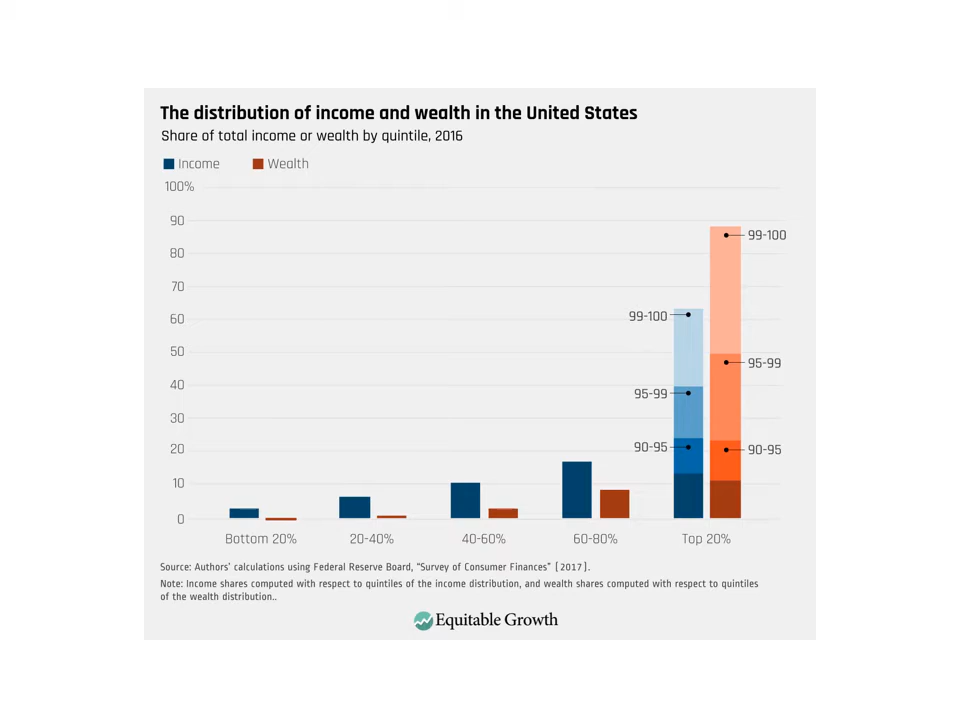 The distribution of income and wealth in the United States
Share of total income or wealth by quintile, 2016
Income Wealth
100%
90
99-100
80
70
60
99-100
50
95-99
40
95-99
30
20
90-95
90-95
10
0
Bottom 20% 20-40% 40-60% 60-80% Top 20%
Source: Authors' calculations using Federal Reserve Board, “Survey of Consumer Finances” [2017].
Note: Income shares computed with respect to quintiles of the income distribution, and wealth shares computed with respect to quintiles
of the wealth distribution..
Equitable Growth